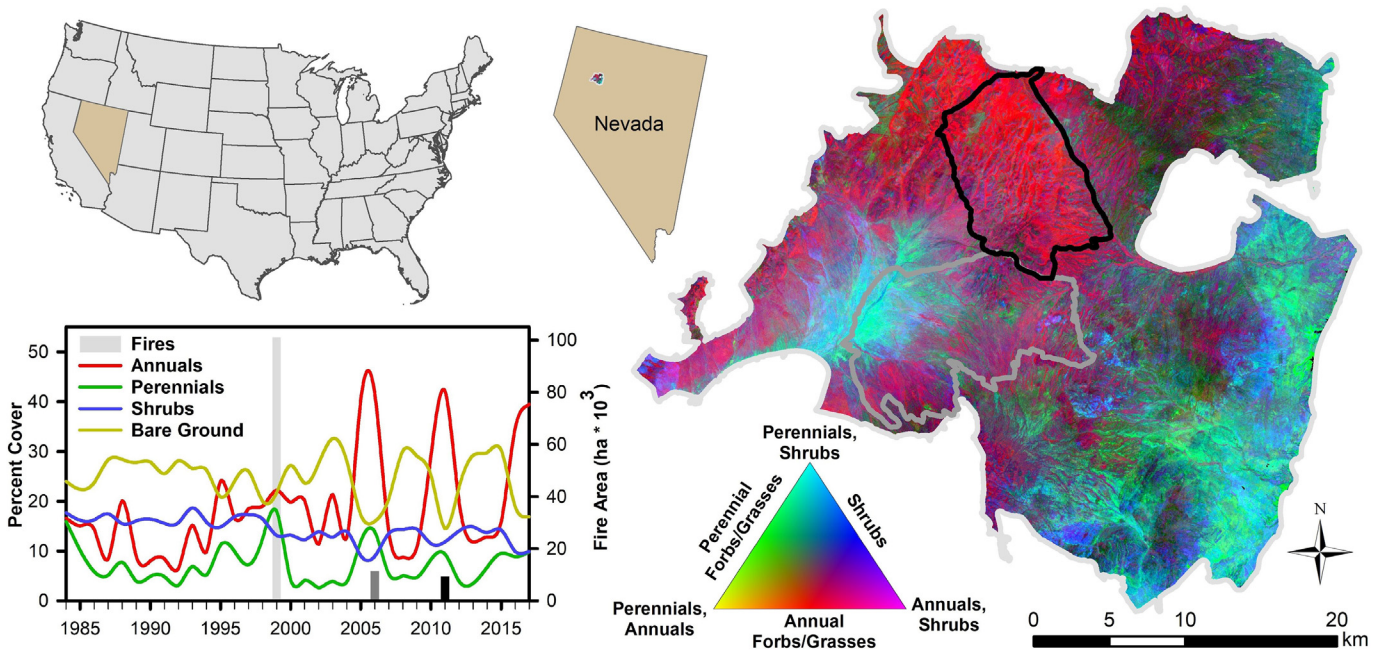 Nevada
Fires
Annuals
Perennials
Shrubs
Bare Ground
Percent Cover
50
40
30
20
10
0
100
80
60
40
20
0
Fire Area (ha * 10³)
1985 1990 1995 2000 2005 2010 2015
Perennials,
Shrubs
Perennial
Forbs/Grasses
Shrubs
Perennials,
Annuals
Annual
Forbs/Grasses
Annuals,
Shrubs
N
0 5 10 20
km